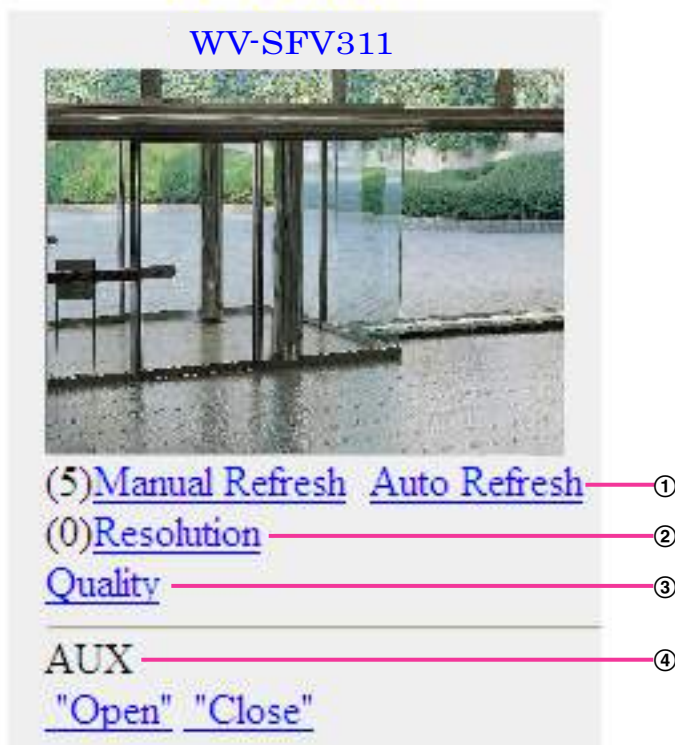 WV-SFV311
(5)Manual Refresh Auto Refresh ①
(0)Resolution ②
Quality ③
AUX ④
"Open" "Close"